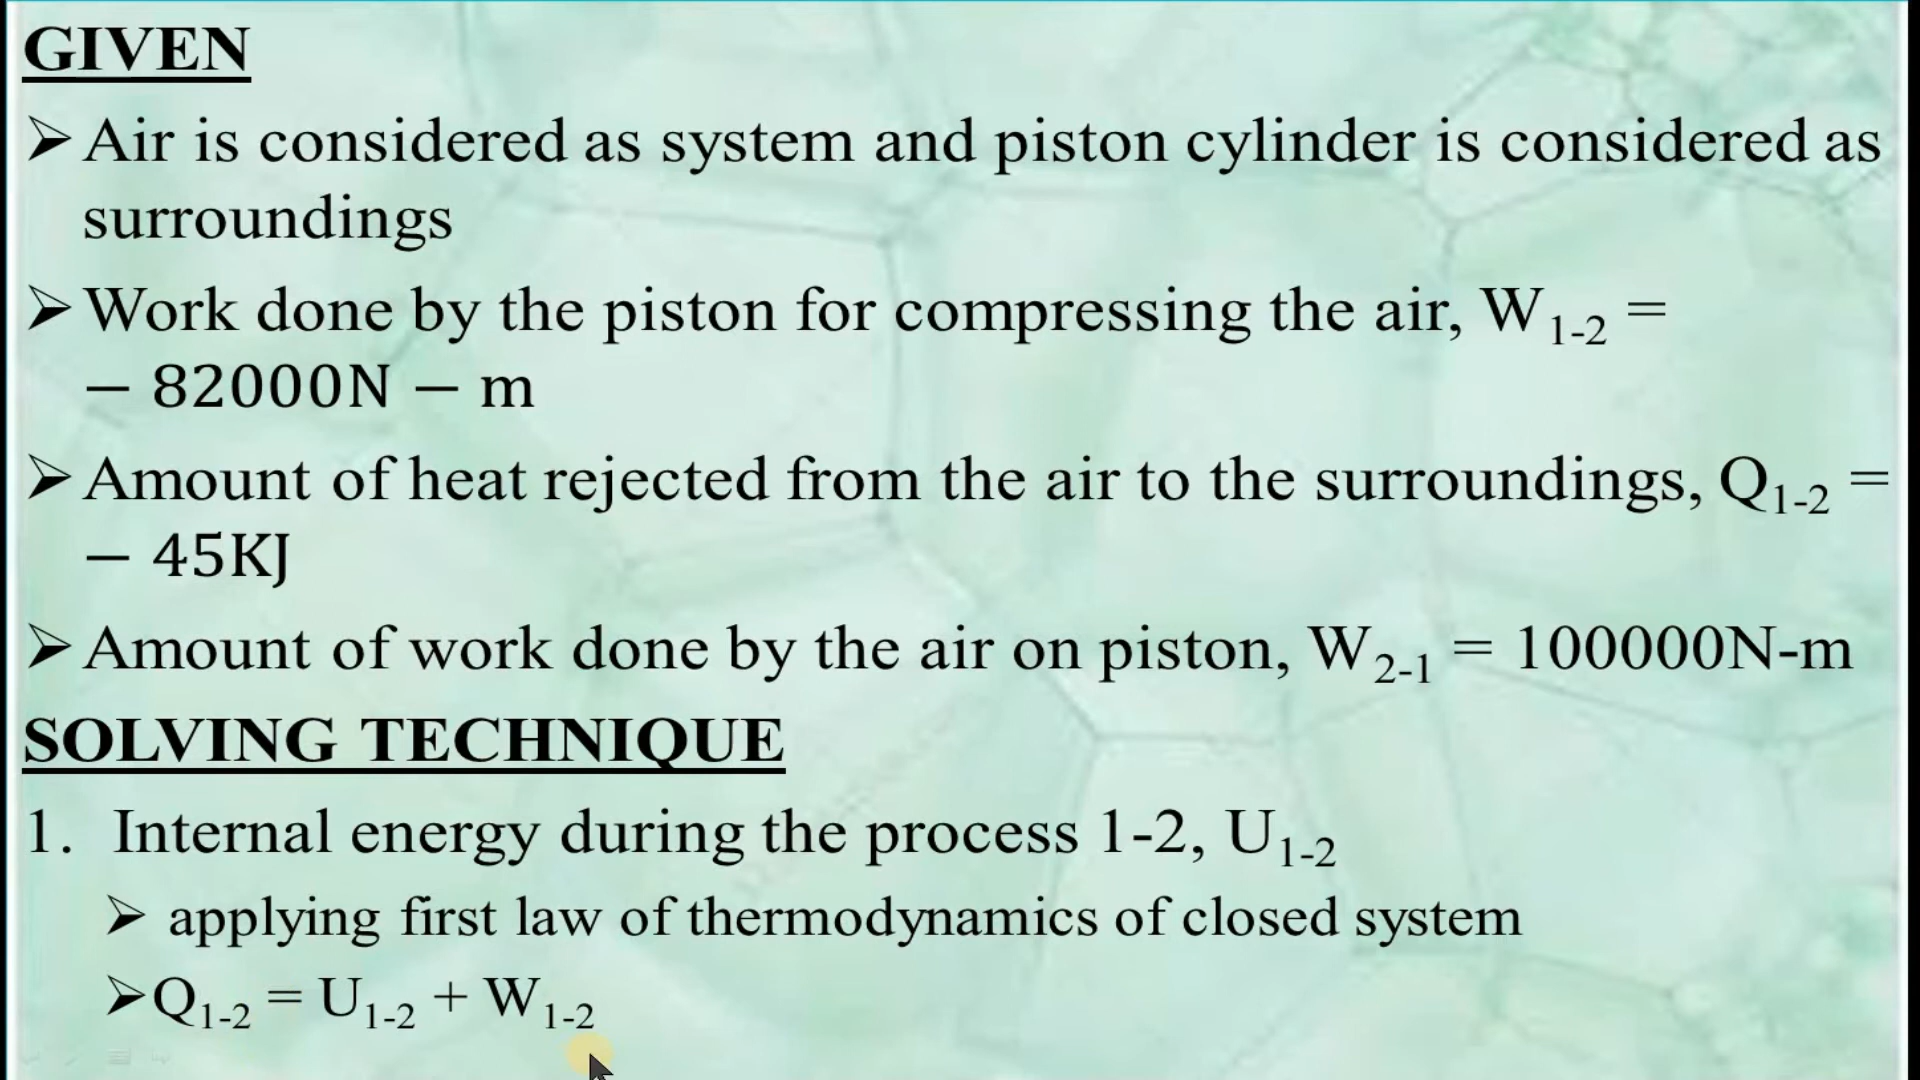 GIVEN
➢ Air is considered as system and piston cylinder is considered as
surroundings
➢ Work done by the piston for compressing the air, W₁₋₂ =
− 82000N − m
➢ Amount of heat rejected from the air to the surroundings, Q₁₋₂ =
− 45KJ
➢ Amount of work done by the air on piston, W₂₋₁ = 100000N-m
SOLVING TECHNIQUE
1. Internal energy during the process 1-2, U₁₋₂
➢ applying first law of thermodynamics of closed system
➢ Q₁₋₂ = U₁₋₂ + W₁₋₂